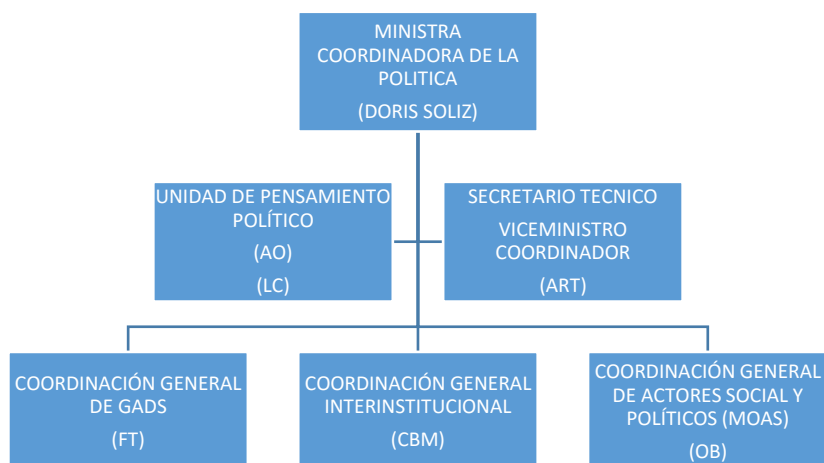 MINISTRA
COORDINADORA DE LA
POLITICA
(DORIS SOLIZ)
UNIDAD DE PENSAMIENTO
POLÍTICO
(AO)
(LC)
SECRETARIO TECNICO
VICEMINISTRO
COORDINADOR
(ART)
COORDINACIÓN GENERAL
DE GADS
(FT)
COORDINACIÓN GENERAL
INTERINSTITUCIONAL
(CBM)
COORDINACIÓN GENERAL
DE ACTORES SOCIAL Y
POLÍTICOS (MOAS)
(OB)